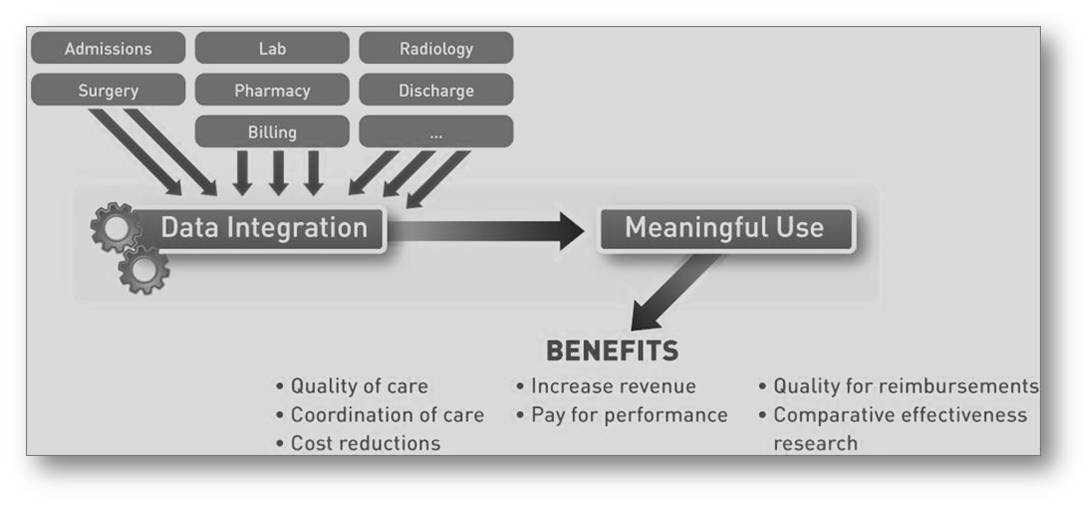 Admissions
Lab
Radiology
Surgery
Pharmacy
Discharge
Billing
...
Data Integration
Meaningful Use
BENEFITS
• Quality of care
• Coordination of care
• Cost reductions
• Increase revenue
• Pay for performance
• Quality for reimbursements
• Comparative effectiveness
research